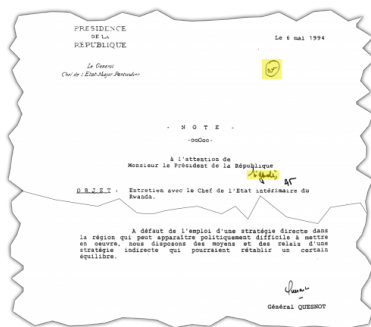 PRESIDENCE
DE LA
REPUBLIQUE
Le 6 mai 1994
Le Général
Chef de l'Etat-Major Particulier
- N O T E -
-ooOoo-
à l'attention de
Monsieur le Président de la République
Signalé
O B J E T : Entretien avec le Chef de l'Etat intérimaire du
Rwanda.
A défaut de l'emploi d'une stratégie directe dans
la région qui peut apparaître politiquement difficile à mettre
en oeuvre, nous disposons des moyens et des relais d'une
stratégie indirecte qui pourraient rétablir un certain
équilibre.
Général QUESNOT